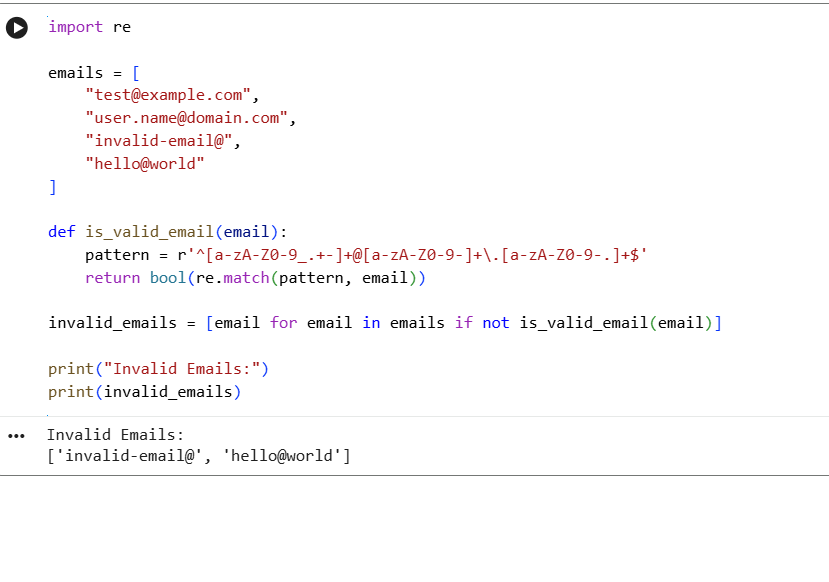 import re
emails = [
    "test@example.com",
    "user.name@domain.com",
    "invalid-email@",
    "hello@world"
]
def is_valid_email(email):
    pattern = r'^[a-zA-Z0-9_.+-]+@[a-zA-Z0-9-]+\.[a-zA-Z0-9-.]+$'
    return bool(re.match(pattern, email))
invalid_emails = [email for email in emails if not is_valid_email(email)]
print("Invalid Emails:")
print(invalid_emails)
Invalid Emails:
['invalid-email@', 'hello@world']